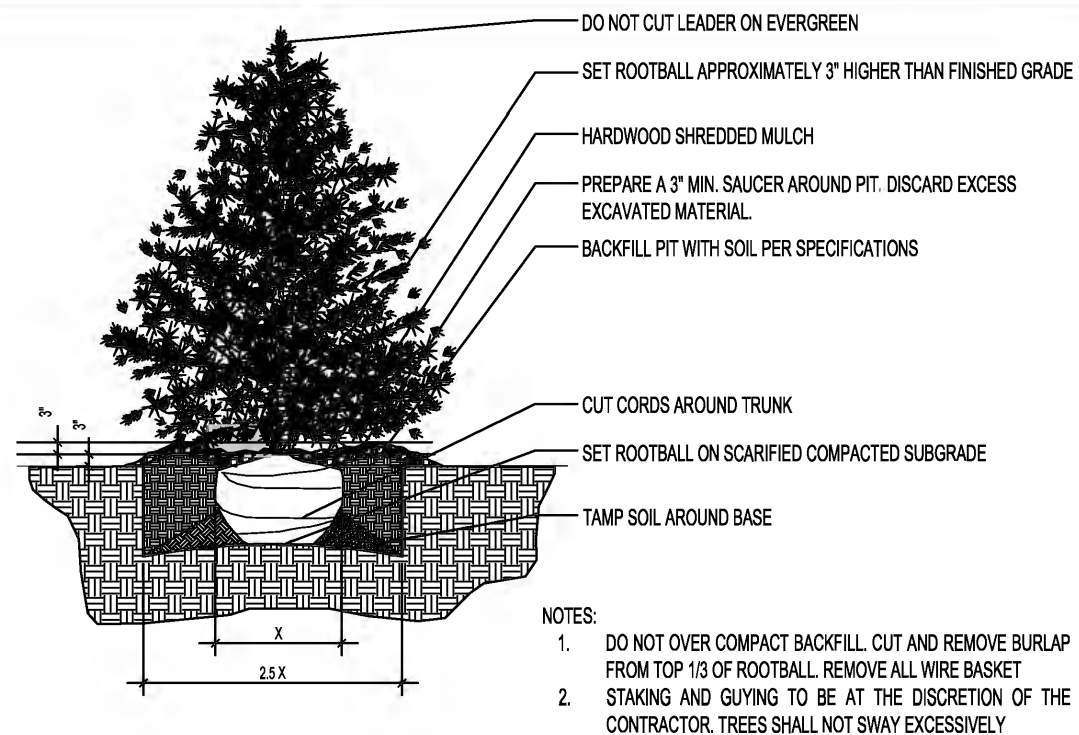 DO NOT CUT LEADER ON EVERGREEN
SET ROOTBALL APPROXIMATELY 3" HIGHER THAN FINISHED GRADE
HARDWOOD SHREDDED MULCH
PREPARE A 3" MIN. SAUCER AROUND PIT. DISCARD EXCESS
EXCAVATED MATERIAL.
BACKFILL PIT WITH SOIL PER SPECIFICATIONS
CUT CORDS AROUND TRUNK
SET ROOTBALL ON SCARIFIED COMPACTED SUBGRADE
TAMP SOIL AROUND BASE
3"
3"
X
2.5 X
NOTES:
1. DO NOT OVER COMPACT BACKFILL. CUT AND REMOVE BURLAP
FROM TOP 1/3 OF ROOTBALL. REMOVE ALL WIRE BASKET
2. STAKING AND GUYING TO BE AT THE DISCRETION OF THE
CONTRACTOR. TREES SHALL NOT SWAY EXCESSIVELY